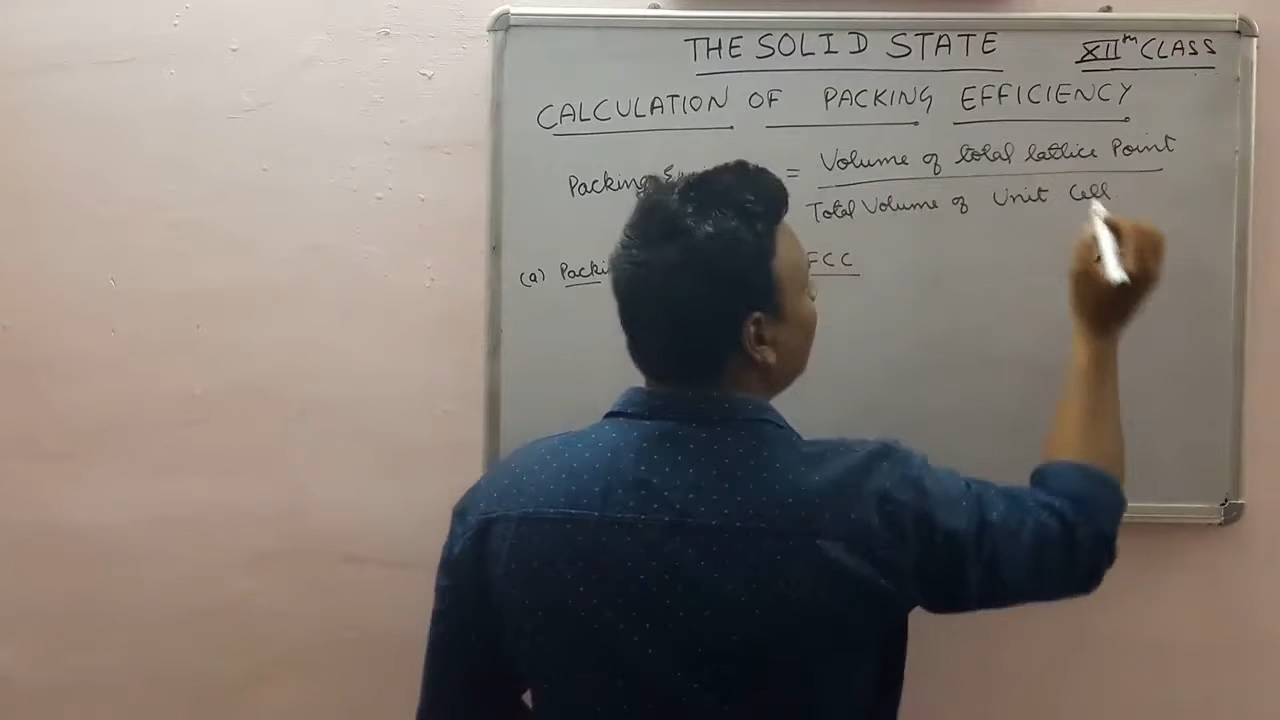 THE SOLID STATE XIIth CLASS
CALCULATION OF PACKING EFFICIENCY
Packing = Volume of total lattice Point
Total Volume of Unit Cell
(a) FCC